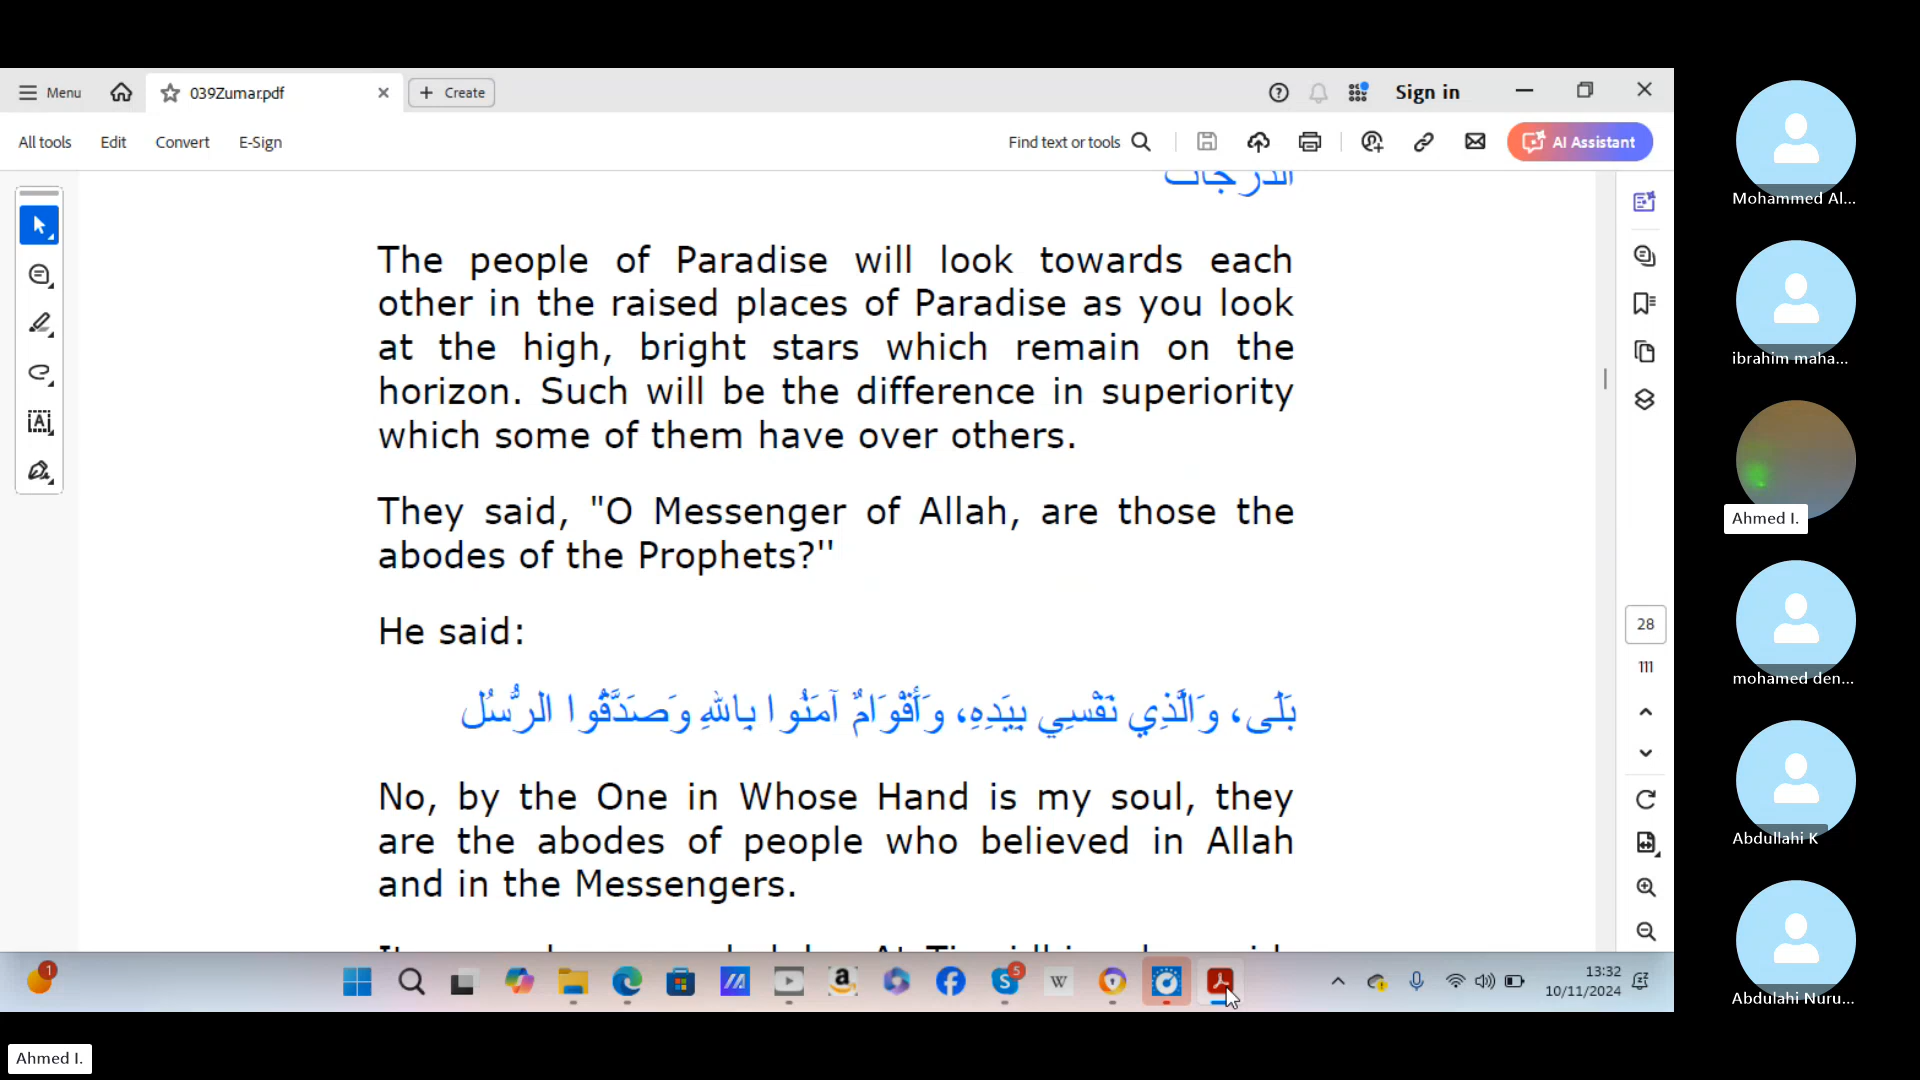 Menu
039Zumar.pdf
Create
Sign in
All tools
Edit
Convert
E-Sign
Find text or tools
AI Assistant
الدرجات
The people of Paradise will look towards each
other in the raised places of Paradise as you look
at the high, bright stars which remain on the
horizon. Such will be the difference in superiority
which some of them have over others.
They said, "O Messenger of Allah, are those the
abodes of the Prophets?''
He said:
بَلَى، وَالَّذِي نَفْسِي بِيَدِهِ، وَأَقْوَامٌ آمَنُوا بِاللهِ وَصَدَّقُوا الرُّسُل
No, by the One in Whose Hand is my soul, they
are the abodes of people who believed in Allah
and in the Messengers.
28
111
1
5
13:32
10/11/2024
Mohammed Al...
ibrahim maha...
Ahmed I.
mohamed den...
Abdullahi K
Abdulahi Nuru...
Ahmed I.